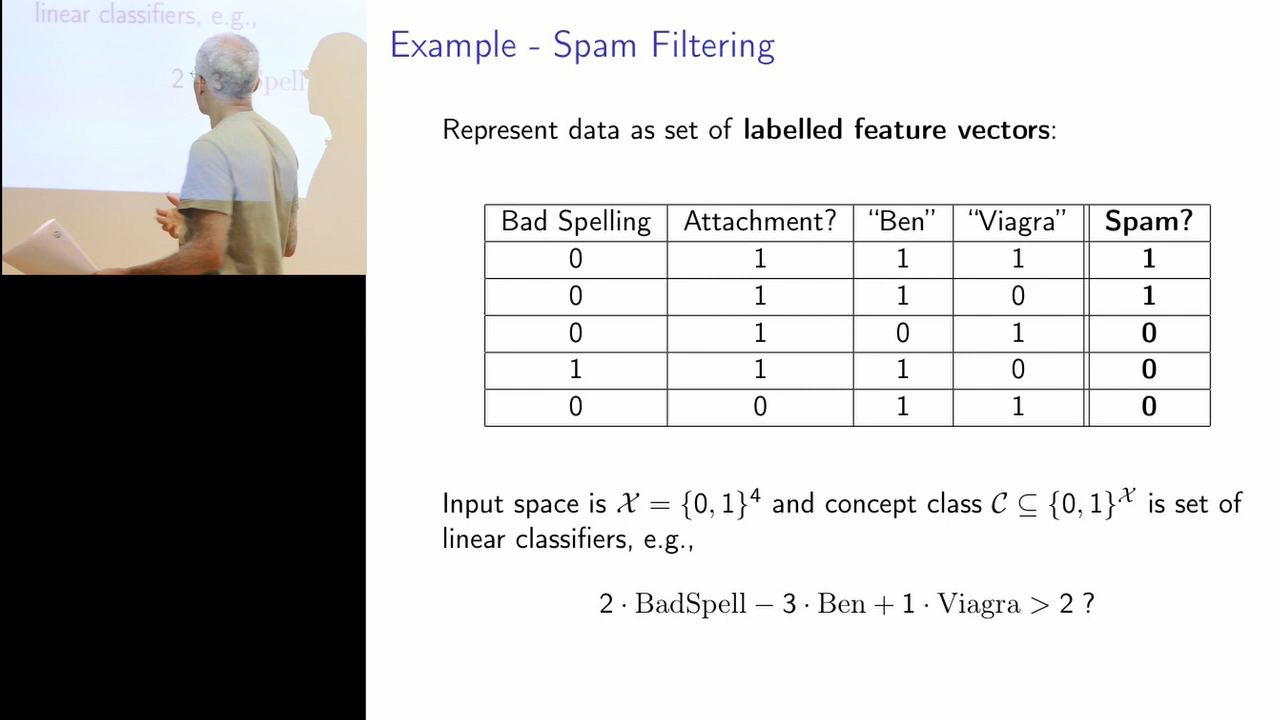 linear classifiers, e.g.,
2 3 Spell
Example - Spam Filtering
Represent data as set of labelled feature vectors:
Bad Spelling Attachment? “Ben” “Viagra” Spam?
0 1 1 1 1
0 1 1 0 1
0 1 0 1 0
1 1 1 0 0
0 0 1 1 0
Input space is 𝒳 = {0, 1}⁴ and concept class 𝒞 ⊆ {0, 1}^𝒳 is set of
linear classifiers, e.g.,
2 · BadSpell − 3 · Ben + 1 · Viagra > 2 ?